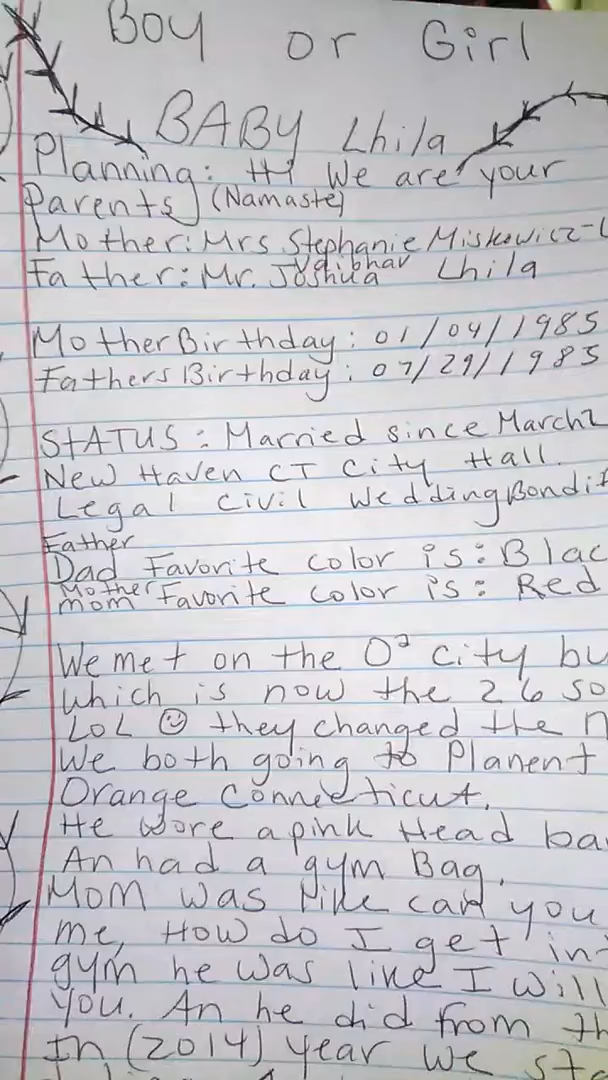 Boy or Girl
BABY Lhila
Planning: Hi We are your
Parents (Namaste)
Mother: Mrs Stephanie Miskowicz-L
Vaibhav
Father: Mr. Joshua Lhila
Mother Birthday: 01/04/1985
Fathers Birthday: 07/29/1985
STATUS: Married since March 2
New Haven CT City Hall
Legal Civil Wedding Bond
Father
Dad Favorite color is: Blac
Mother
mom Favorite color is: Red
We met on the O² city bu
which is now the 26 so
LOL ☺ they changed the n
We both going to Planent
Orange Connecticut,
He wore a pink Head ba
An had a gym Bag,
Mom was like can you
me, How do I get in
gym he was like I will
you. An he did from th
In (2014) year we sta